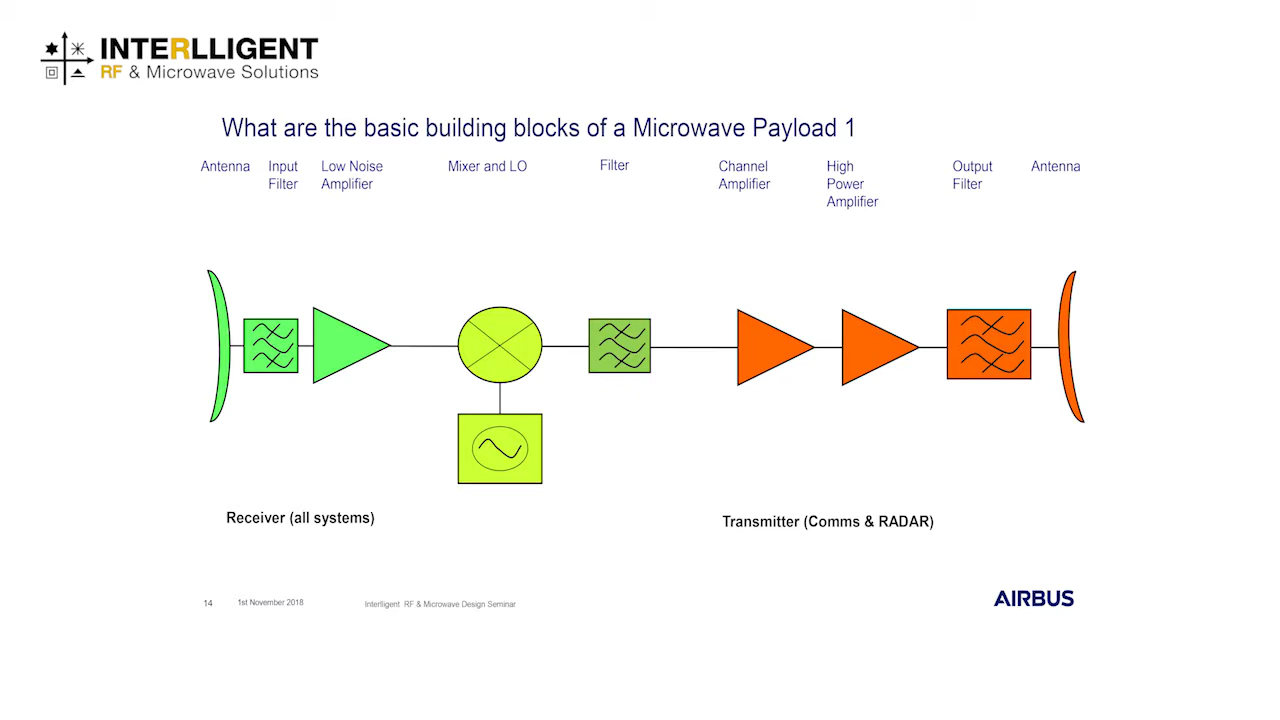 INTERLLIGENT
RF & Microwave Solutions
What are the basic building blocks of a Microwave Payload 1
Antenna
Input
Filter
Low Noise
Amplifier
Mixer and LO
Filter
Channel
Amplifier
High
Power
Amplifier
Output
Filter
Antenna
Receiver (all systems)
Transmitter (Comms & RADAR)
14
1st November 2018
Interlligent RF & Microwave Design Seminar
AIRBUS